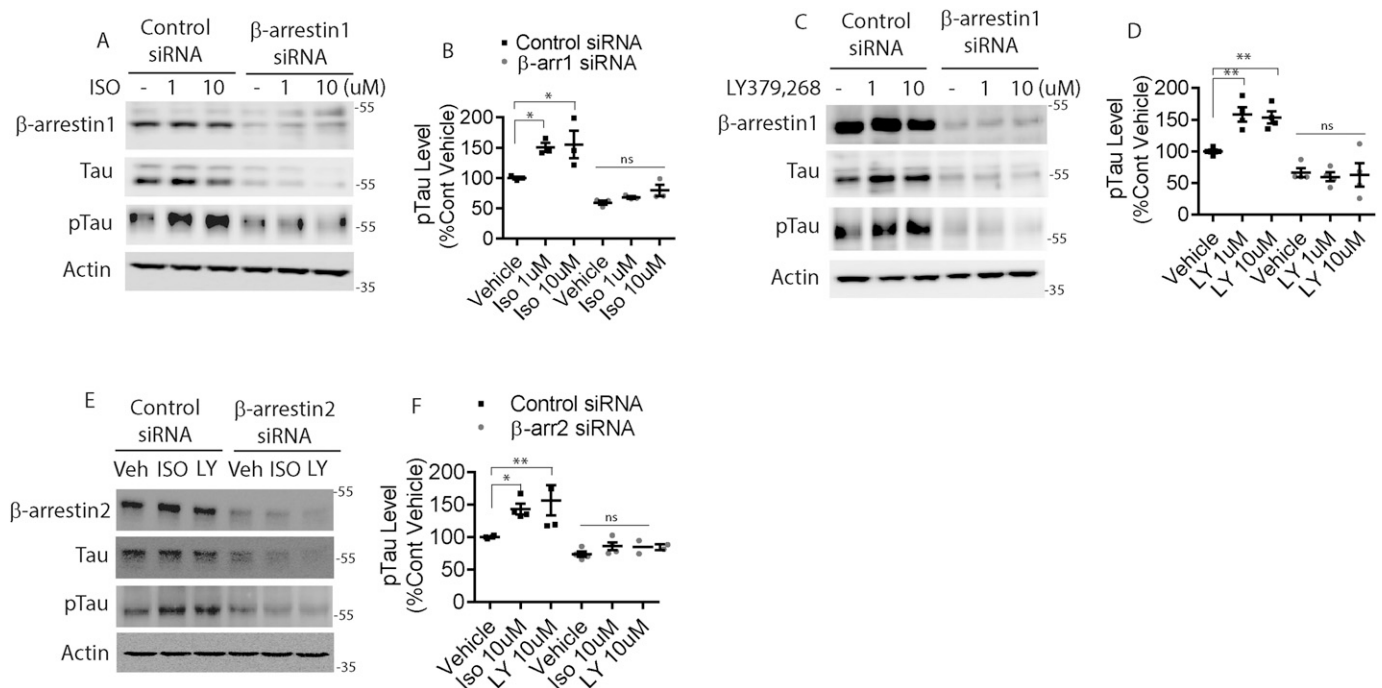 A
Control
siRNA
β-arrestin1
siRNA
ISO - 1 10 - 1 10 (uM)
β-arrestin1
-55
Tau
-55
pTau
-55
Actin
-35
B
Control siRNA
β-arr1 siRNA
pTau Level
(%Cont Vehicle)
200
150
100
50
0
*
*
ns
Vehicle
Iso 1uM
Iso 10uM
Vehicle
Iso 1uM
Iso 10uM
C
Control
siRNA
β-arrestin1
siRNA
LY379,268 - 1 10 - 1 10 (uM)
β-arrestin1
-55
Tau
-55
pTau
-55
Actin
-35
D
pTau Level
(%Cont Vehicle)
200
150
100
50
0
**
**
ns
Vehicle
LY 1uM
LY 10uM
Vehicle
LY 1uM
LY 10uM
E
Control
siRNA
β-arrestin2
siRNA
Veh ISO LY Veh ISO LY
β-arrestin2
-55
Tau
-55
pTau
-55
Actin
-35
F
Control siRNA
β-arr2 siRNA
pTau Level
(%Cont Vehicle)
200
150
100
50
0
**
*
ns
Vehicle
Iso 10uM
LY 10uM
Vehicle
Iso 10uM
LY 10uM